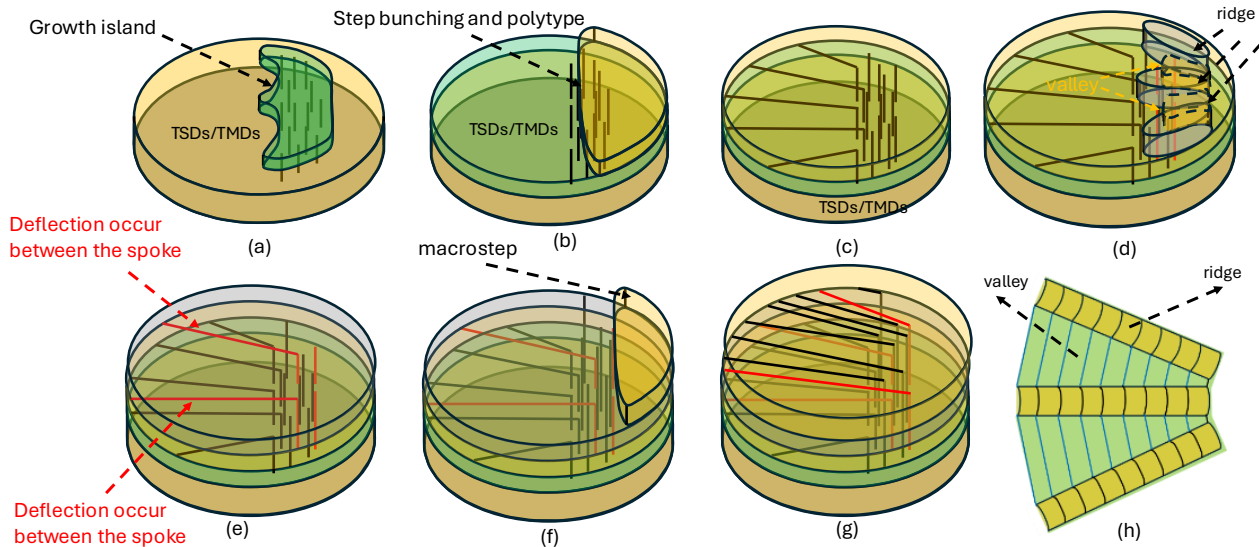 Growth island
Step bunching and polytype
ridge
TSDs/TMDs
TSDs/TMDs
TSDs/TMDs
valley
(a)
(b)
(c)
(d)
Deflection occur
between the spoke
macrostep
valley
ridge
Deflection occur
between the spoke
(e)
(f)
(g)
(h)